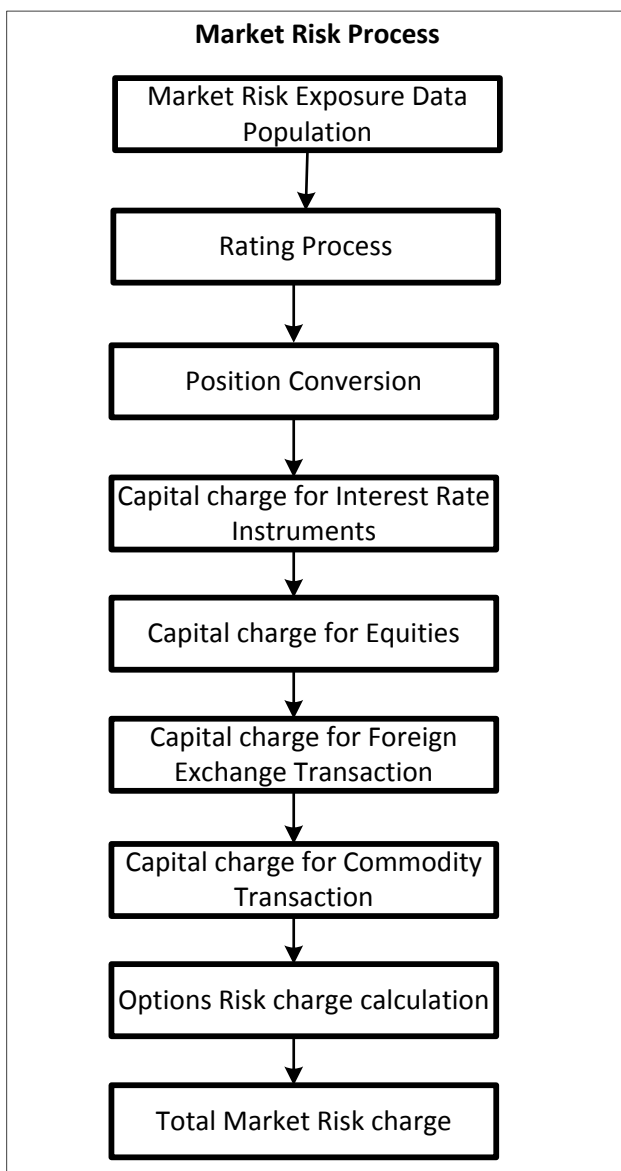 Market Risk Process
Market Risk Exposure Data
Population
Rating Process
Position Conversion
Capital charge for Interest Rate
Instruments
Capital charge for Equities
Capital charge for Foreign
Exchange Transaction
Capital charge for Commodity
Transaction
Options Risk charge calculation
Total Market Risk charge